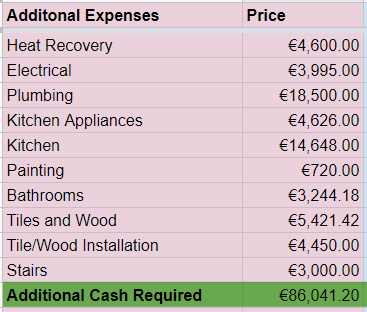 Additonal Expenses Price
Heat Recovery €4,600.00
Electrical €3,995.00
Plumbing €18,500.00
Kitchen Appliances €4,626.00
Kitchen €14,648.00
Painting €720.00
Bathrooms €3,244.18
Tiles and Wood €5,421.42
Tile/Wood Installation €4,450.00
Stairs €3,000.00
Additional Cash Required €86,041.20